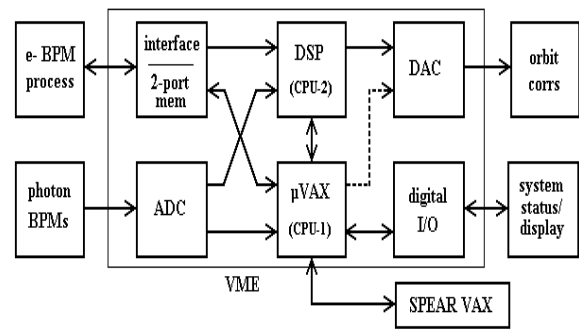 e- BPM
process
interface
2-port
mem
DSP
(CPU-2)
DAC
orbit
corrs
photon
BPMs
ADC
μVAX
(CPU-1)
digital
I/O
system
status/
display
VME
SPEAR VAX